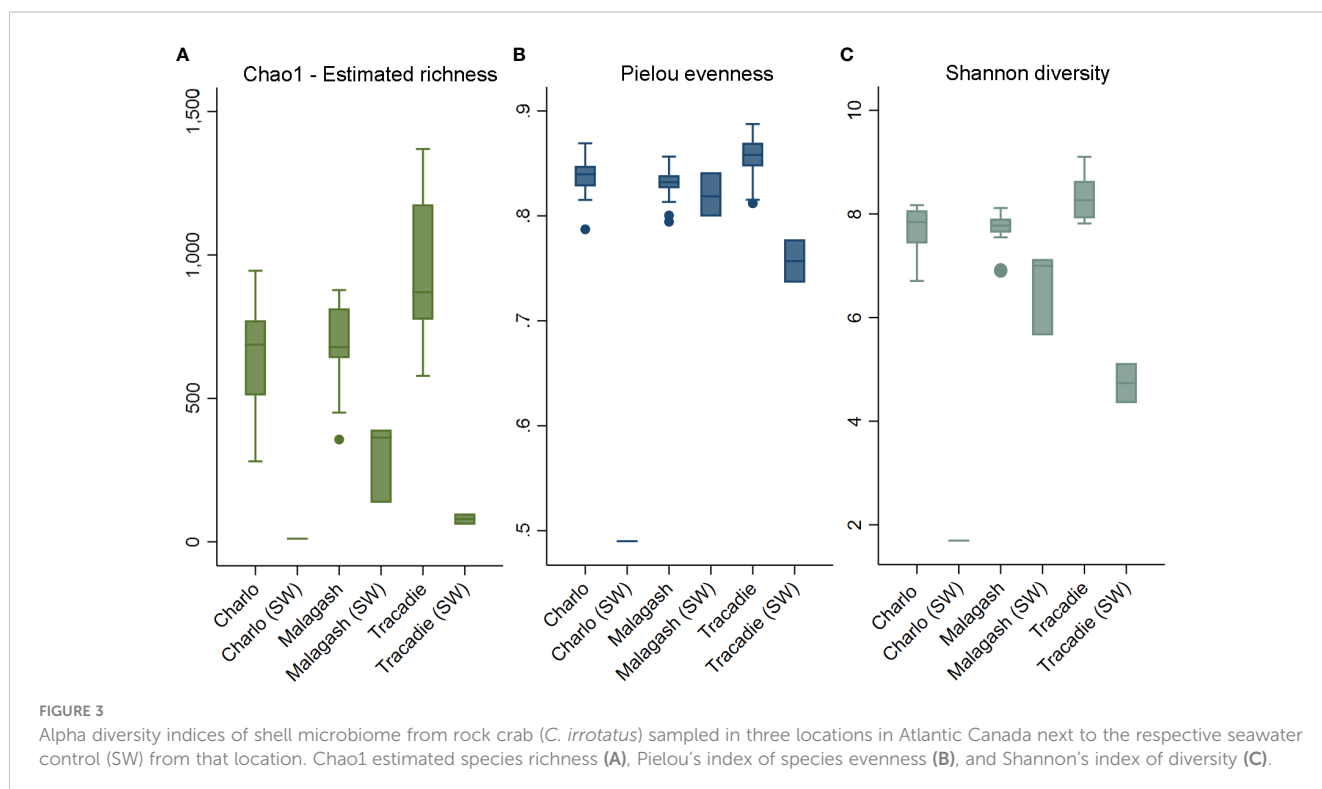 A
Chao1 - Estimated richness
1,500
1,000
500
0
Charlo
Charlo (SW)
Malagash
Malagash (SW)
Tracadie
Tracadie (SW)
B
Pielou evenness
.9
.8
.7
.6
.5
Charlo
Charlo (SW)
Malagash
Malagash (SW)
Tracadie
Tracadie (SW)
C
Shannon diversity
10
8
6
4
2
Charlo
Charlo (SW)
Malagash
Malagash (SW)
Tracadie
Tracadie (SW)
FIGURE 3
Alpha diversity indices of shell microbiome from rock crab (C. irrotatus) sampled in three locations in Atlantic Canada next to the respective seawater
control (SW) from that location. Chao1 estimated species richness (A), Pielou’s index of species evenness (B), and Shannon’s index of diversity (C).